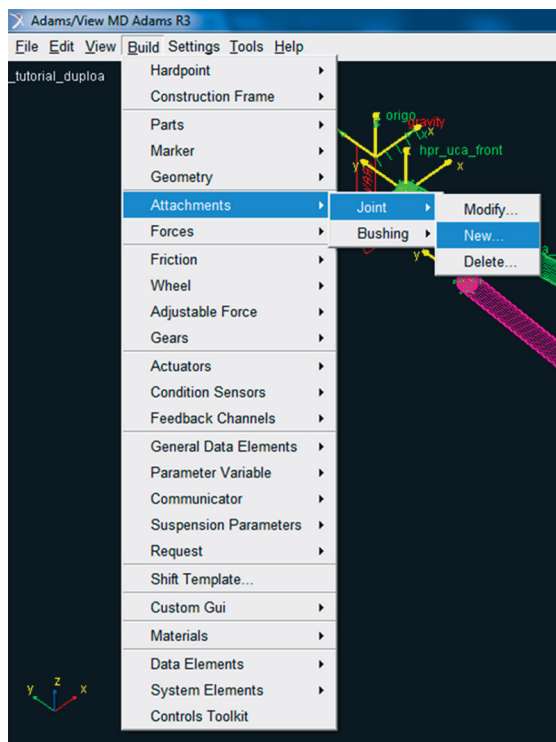 Adams/View MD Adams R3
File Edit View Build Settings Tools Help
_tutorial_duploa
Hardpoint
Construction Frame
Parts
Marker
Geometry
Attachments
Forces
Friction
Wheel
Adjustable Force
Gears
Actuators
Condition Sensors
Feedback Channels
General Data Elements
Parameter Variable
Communicator
Suspension Parameters
Request
Shift Template...
Custom Gui
Materials
Data Elements
System Elements
Controls Toolkit
Joint
Bushing
Modify...
New...
Delete...
origo
gravity
x
hpr_uca_front
y
x
y
z
y x